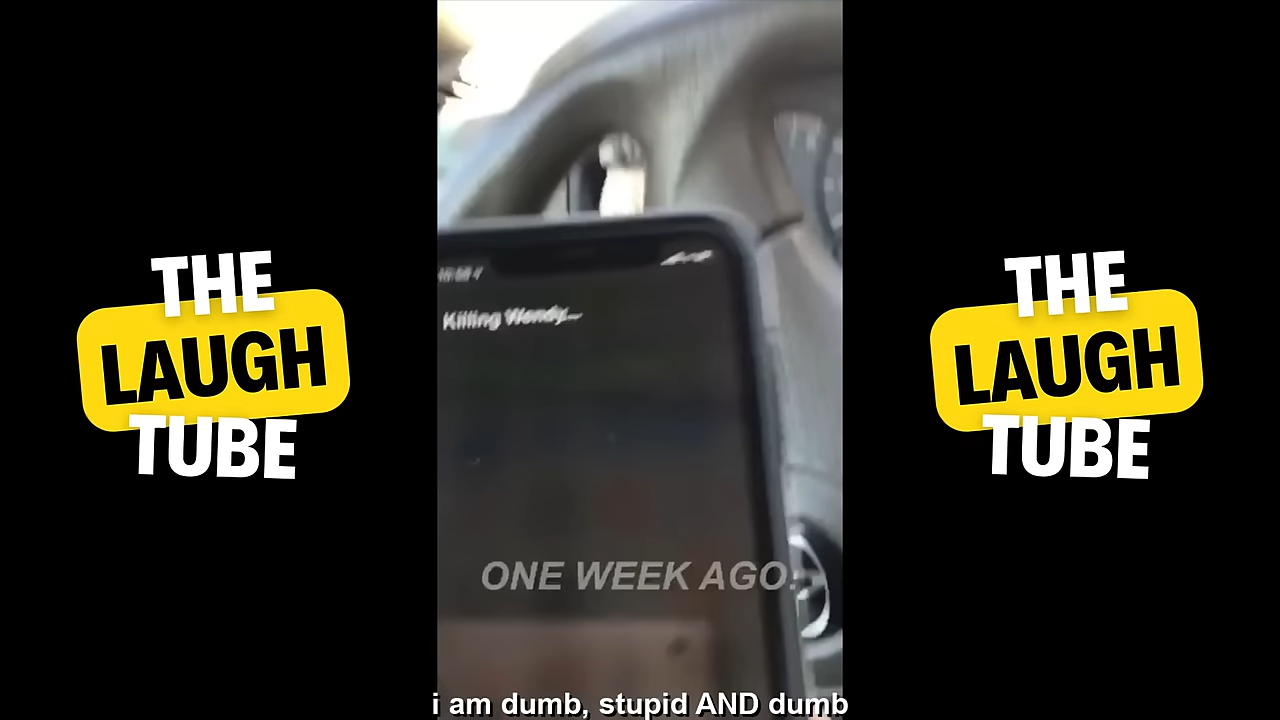 THE
LAUGH
TUBE
Killing Wendy...
ONE WEEK AGO:
i am dumb, stupid AND dumb
THE
LAUGH
TUBE